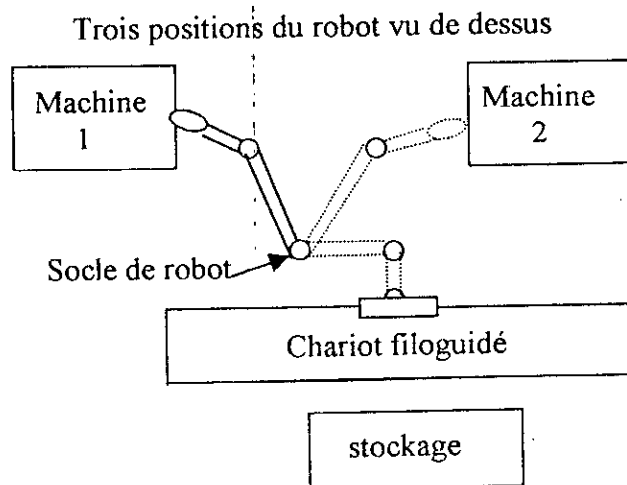 Trois positions du robot vu de dessus
Machine
1
Machine
2
Socle de robot
Chariot filoguidé
stockage